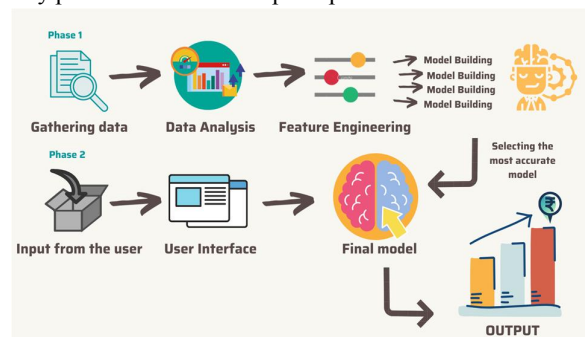 Phase 1
Gathering data
Data Analysis
Feature Engineering
Model Building
Model Building
Model Building
Model Building
Selecting the
most accurate
model
Phase 2
Input from the user
User Interface
Final model
₹
OUTPUT